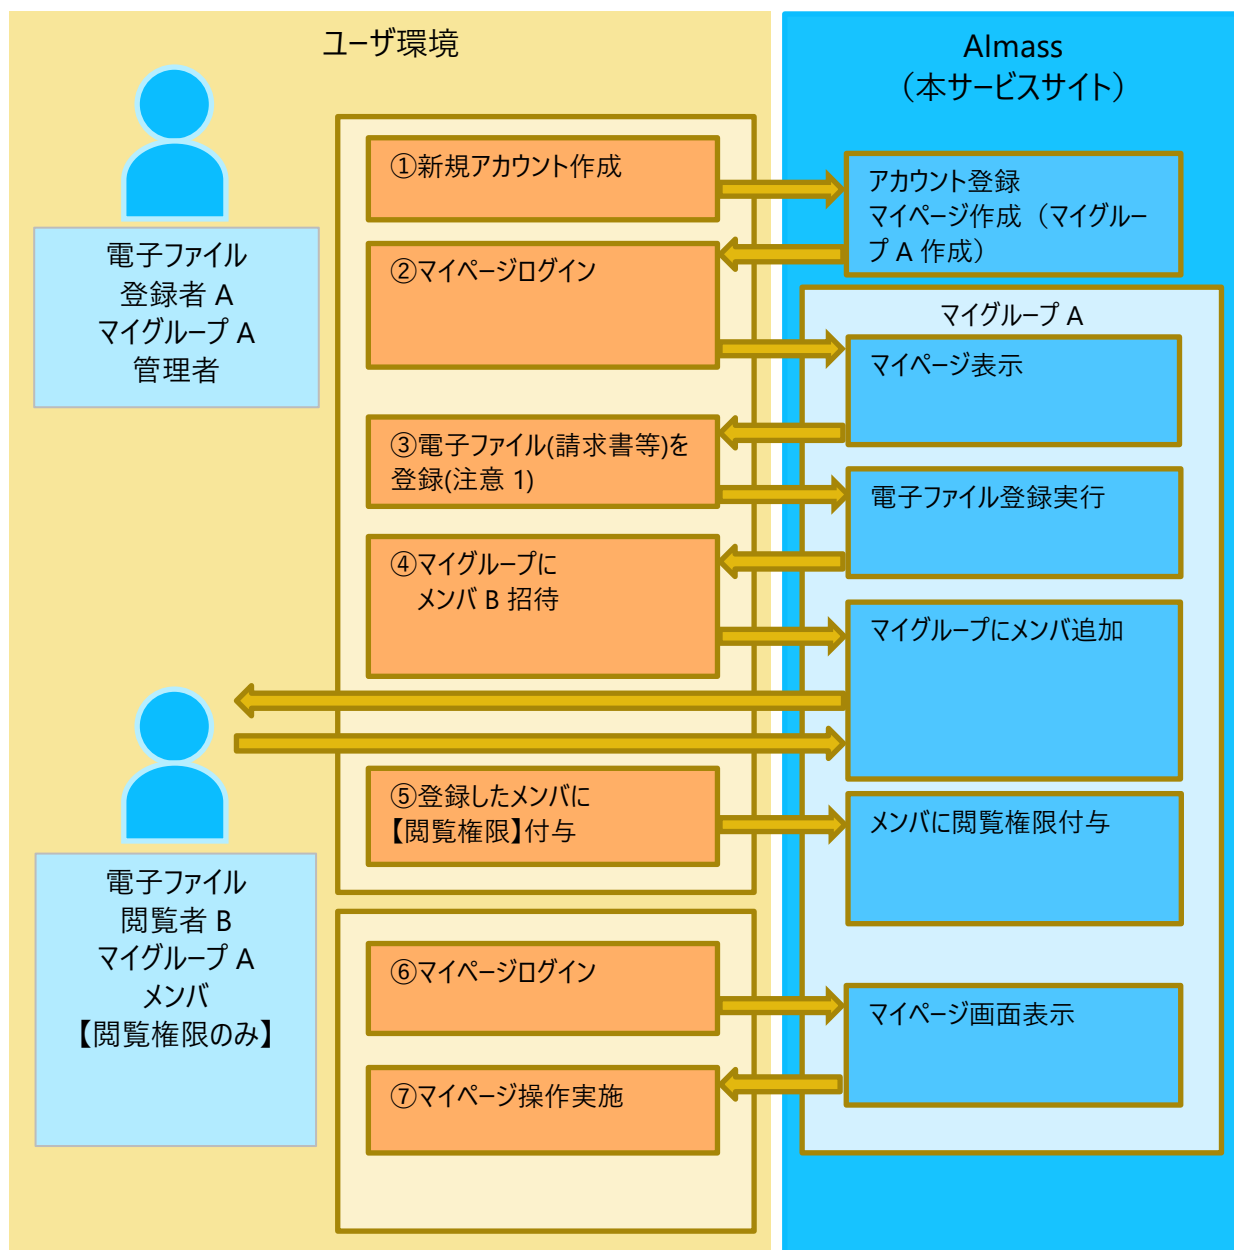 ユーザ環境
AImass
（本サービスサイト）
電子ファイル
登録者 A
マイグループ A
管理者
①新規アカウント作成
アカウント登録
マイページ作成（マイグルー
プ A 作成）
②マイページログイン
マイグループ A
マイページ表示
③電子ファイル(請求書等)を
登録(注意 1)
電子ファイル登録実行
④マイグループに
メンバ B 招待
マイグループにメンバ追加
⑤登録したメンバに
【閲覧権限】付与
メンバに閲覧権限付与
電子ファイル
閲覧者 B
マイグループ A
メンバ
【閲覧権限のみ】
⑥マイページログイン
マイページ画面表示
⑦マイページ操作実施